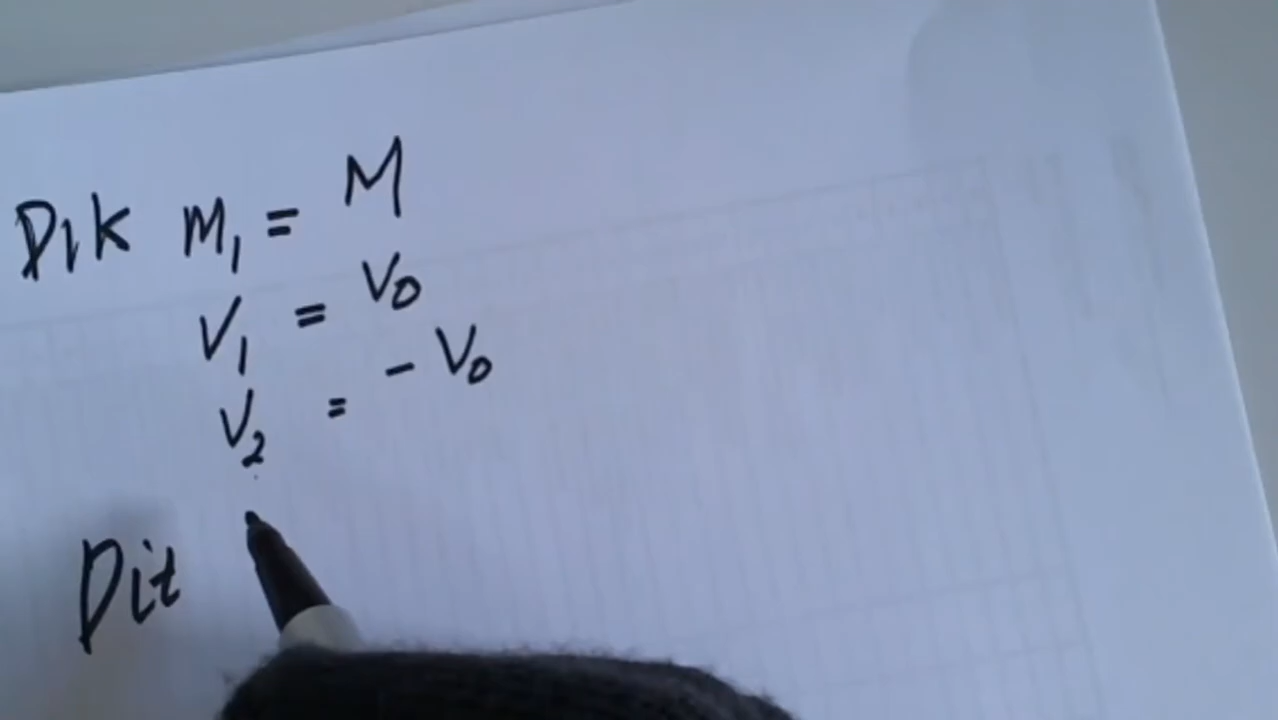 Dik m₁ = M
V₁ = V₀
V₂ = - V₀
Dit